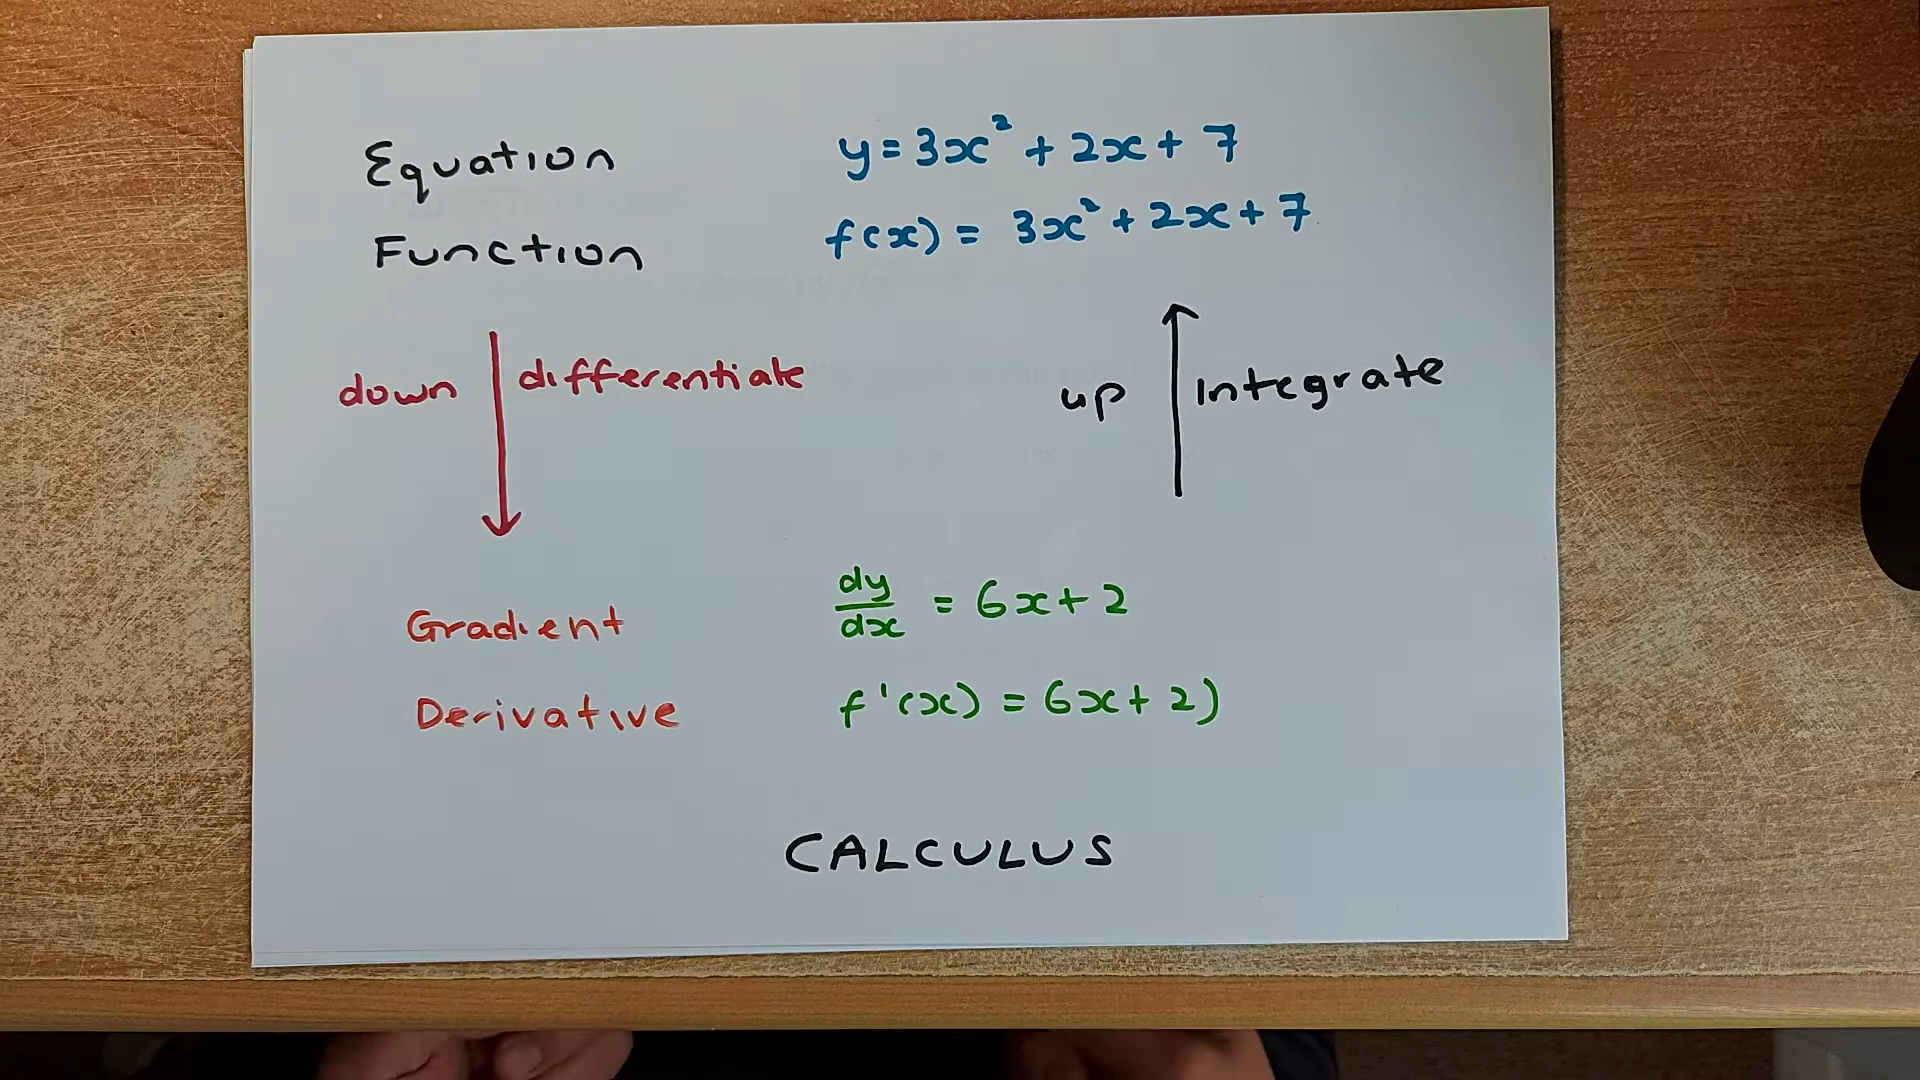 Equation y = 3x² + 2x + 7
Function f(x) = 3x² + 2x + 7
down differentiate up Integrate
Gradient dy/dx = 6x + 2
Derivative f'(x) = 6x + 2)
CALCULUS